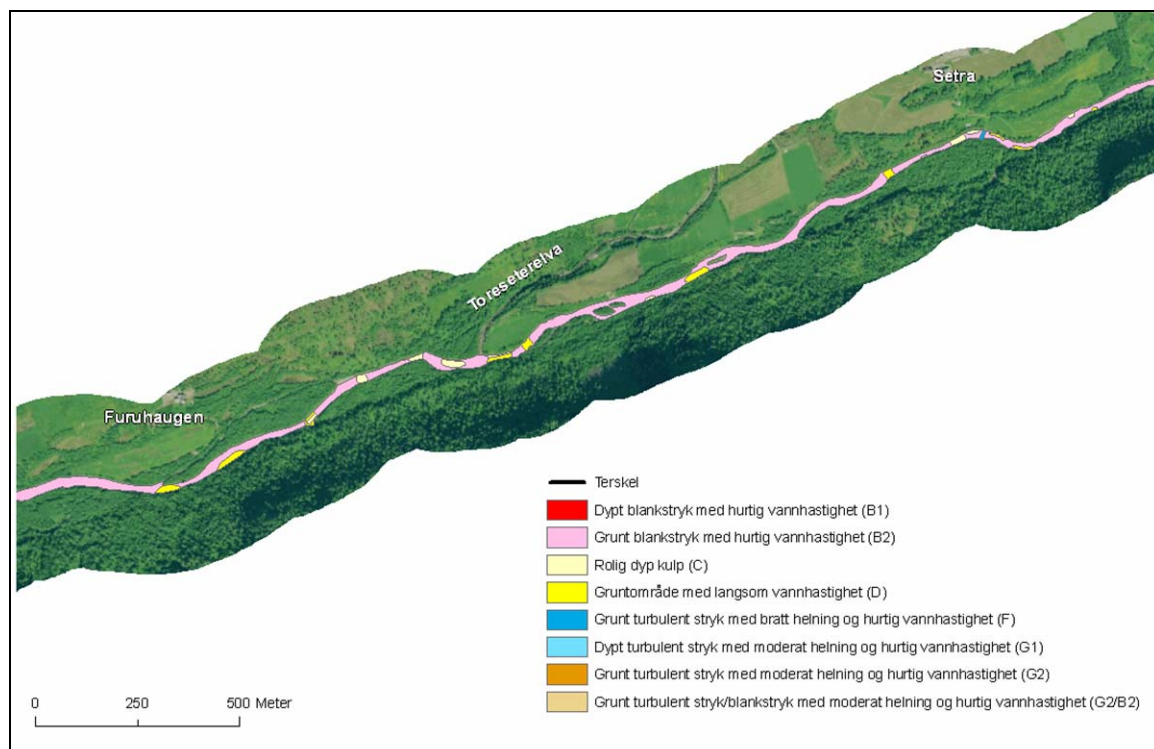 Setra
Toreseterelva
Furuhaugen
Terskel
Dypt blankstryk med hurtig vannhastighet (B1)
Grunt blankstryk med hurtig vannhastighet (B2)
Rolig dyp kulp (C)
Gruntområde med langsom vannhastighet (D)
Grunt turbulent stryk med bratt helning og hurtig vannhastighet (F)
Dypt turbulent stryk med moderat helning og hurtig vannhastighet (G1)
Grunt turbulent stryk med moderat helning og hurtig vannhastighet (G2)
Grunt turbulent stryk/blankstryk med moderat helning og hurtig vannhastighet (G2/B2)
0 250 500 Meter